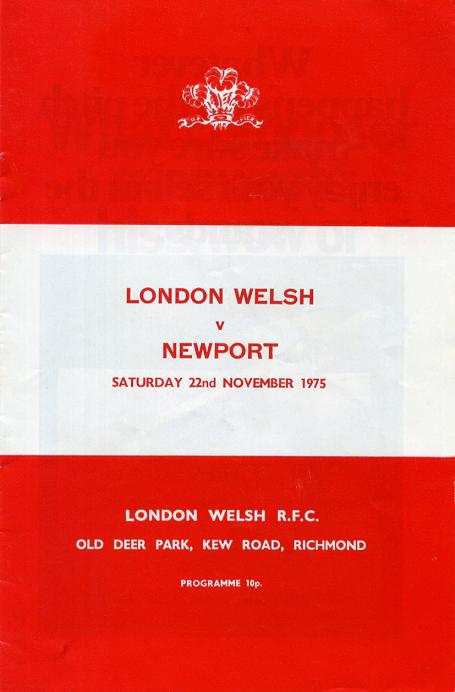 LONDON WELSH
v
NEWPORT
SATURDAY 22nd NOVEMBER 1975
LONDON WELSH R.F.C.
OLD DEER PARK, KEW ROAD, RICHMOND
PROGRAMME 10p.